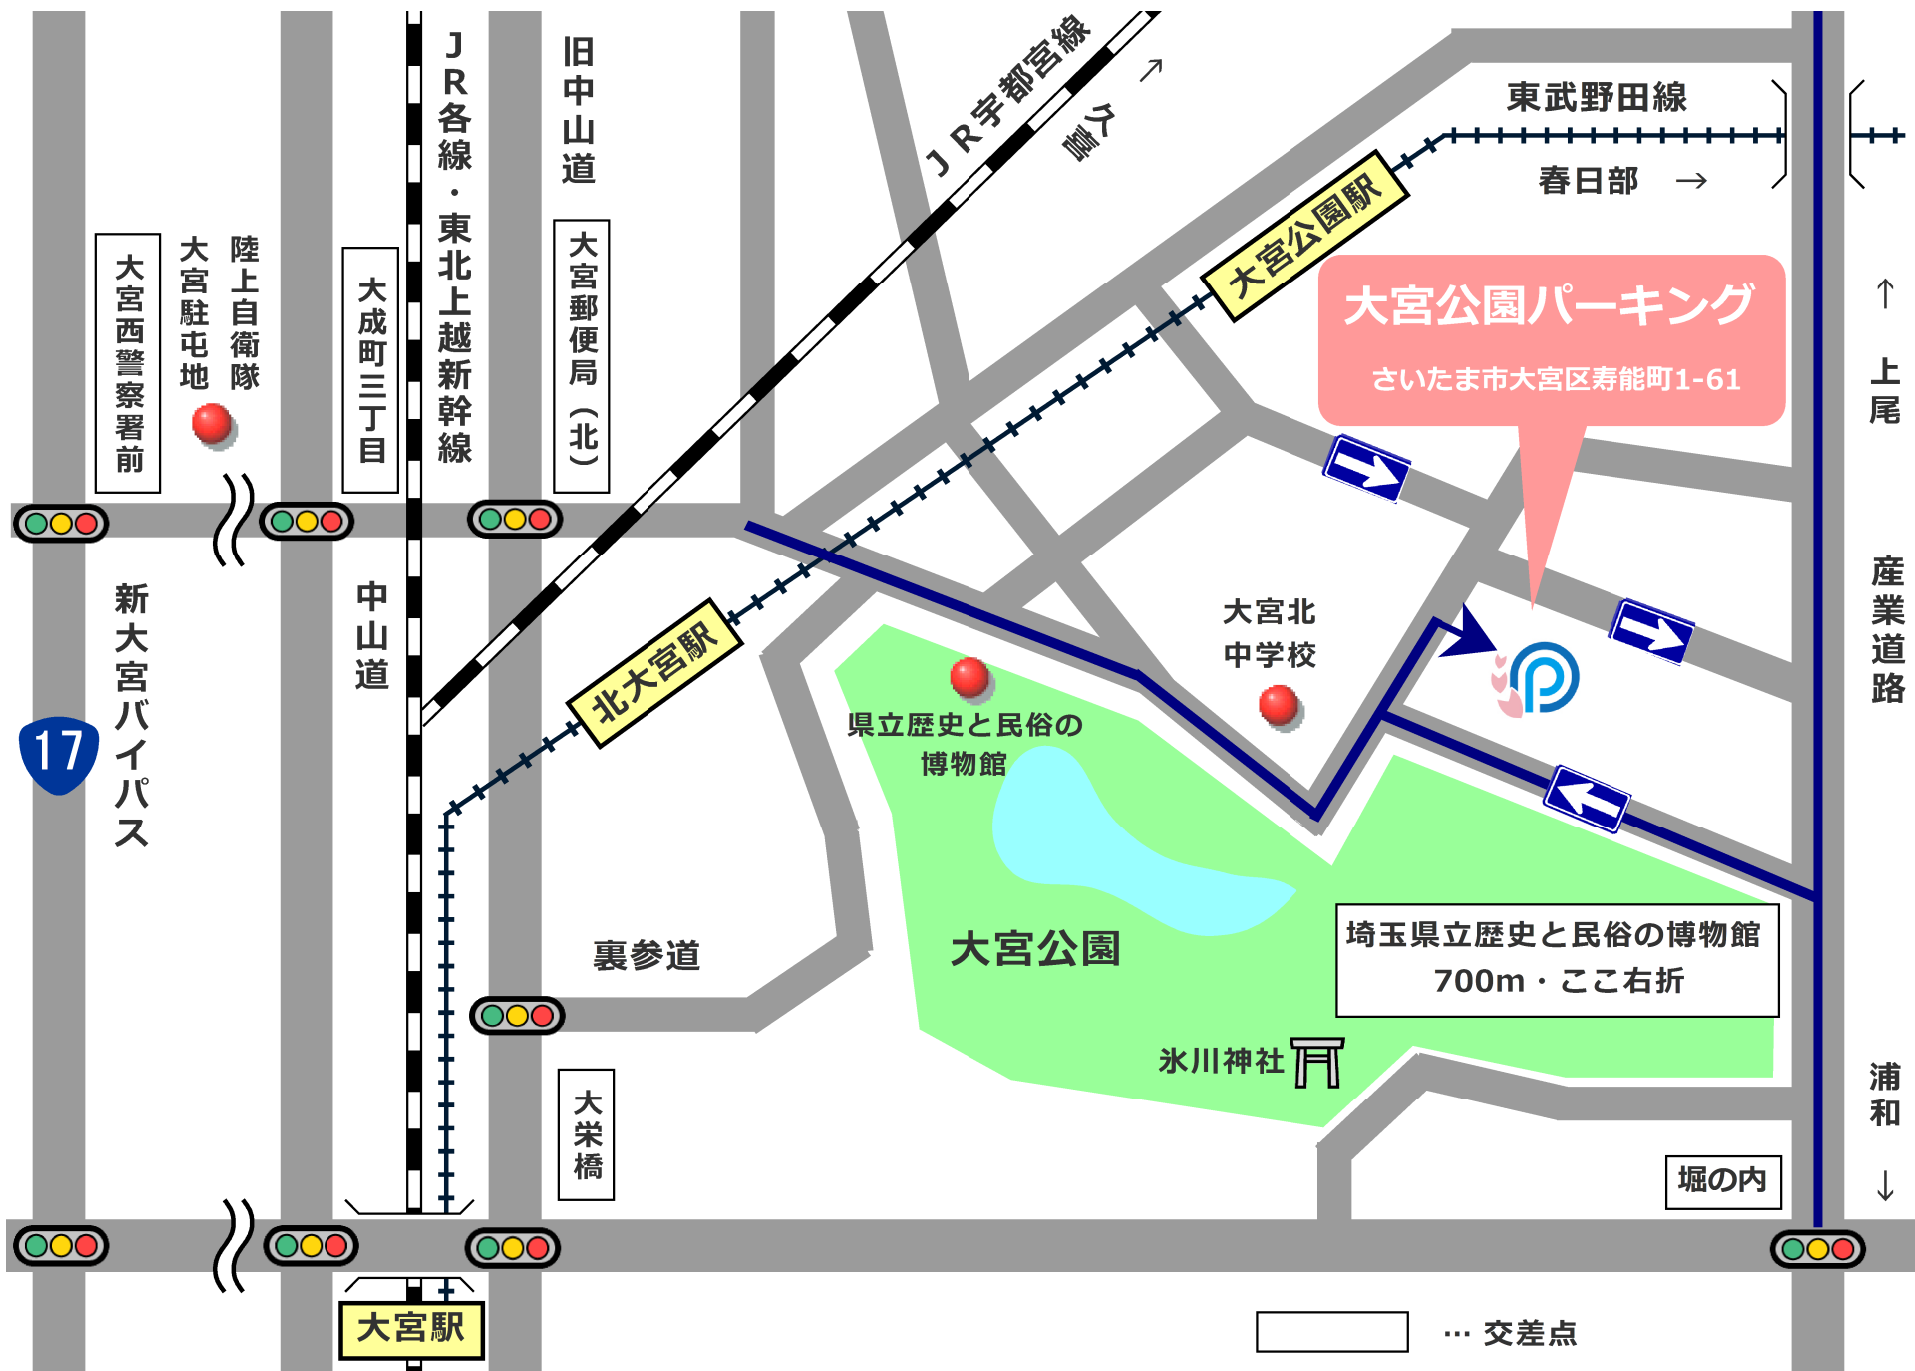 JR各線・東北上越新幹線
旧中山道
JR宇都宮線
久喜
→
東武野田線
春日部 →
大宮公園駅
大宮公園パーキング
さいたま市大宮区寿能町1-61
大宮西警察署前
陸上自衛隊
大宮駐屯地
大成町三丁目
大宮郵便局（北）
↑
上尾
新大宮バイパス
17
中山道
北大宮駅
大宮北
中学校
産業道路
県立歴史と民俗の
博物館
P
大宮公園
裏参道
埼玉県立歴史と民俗の博物館
700m・ここ右折
氷川神社
大栄橋
浦和
↓
堀の内
大宮駅
… 交差点